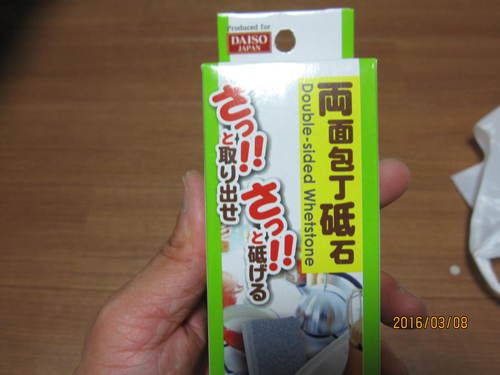 Produced for
DAISO
JAPAN
両面包丁砥石
Double-sided Whetstone
さっ!!
と取り出せ
さっ!!
と砥げる
2016/03/08